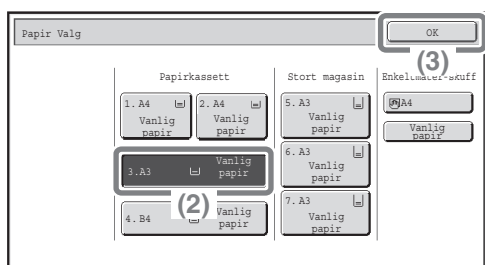 Papir Valg
OK
(3)
Papirkassett
Stort magasin
Enkeltmater-skuff
1. A4
Vanlig
papir
2. A4
Vanlig
papir
5. A3
Vanlig
papir
A4
Vanlig
papir
3. A3
Vanlig
papir
6. A3
Vanlig
papir
(2)
4. B4
Vanlig
papir
7. A3
Vanlig
papir